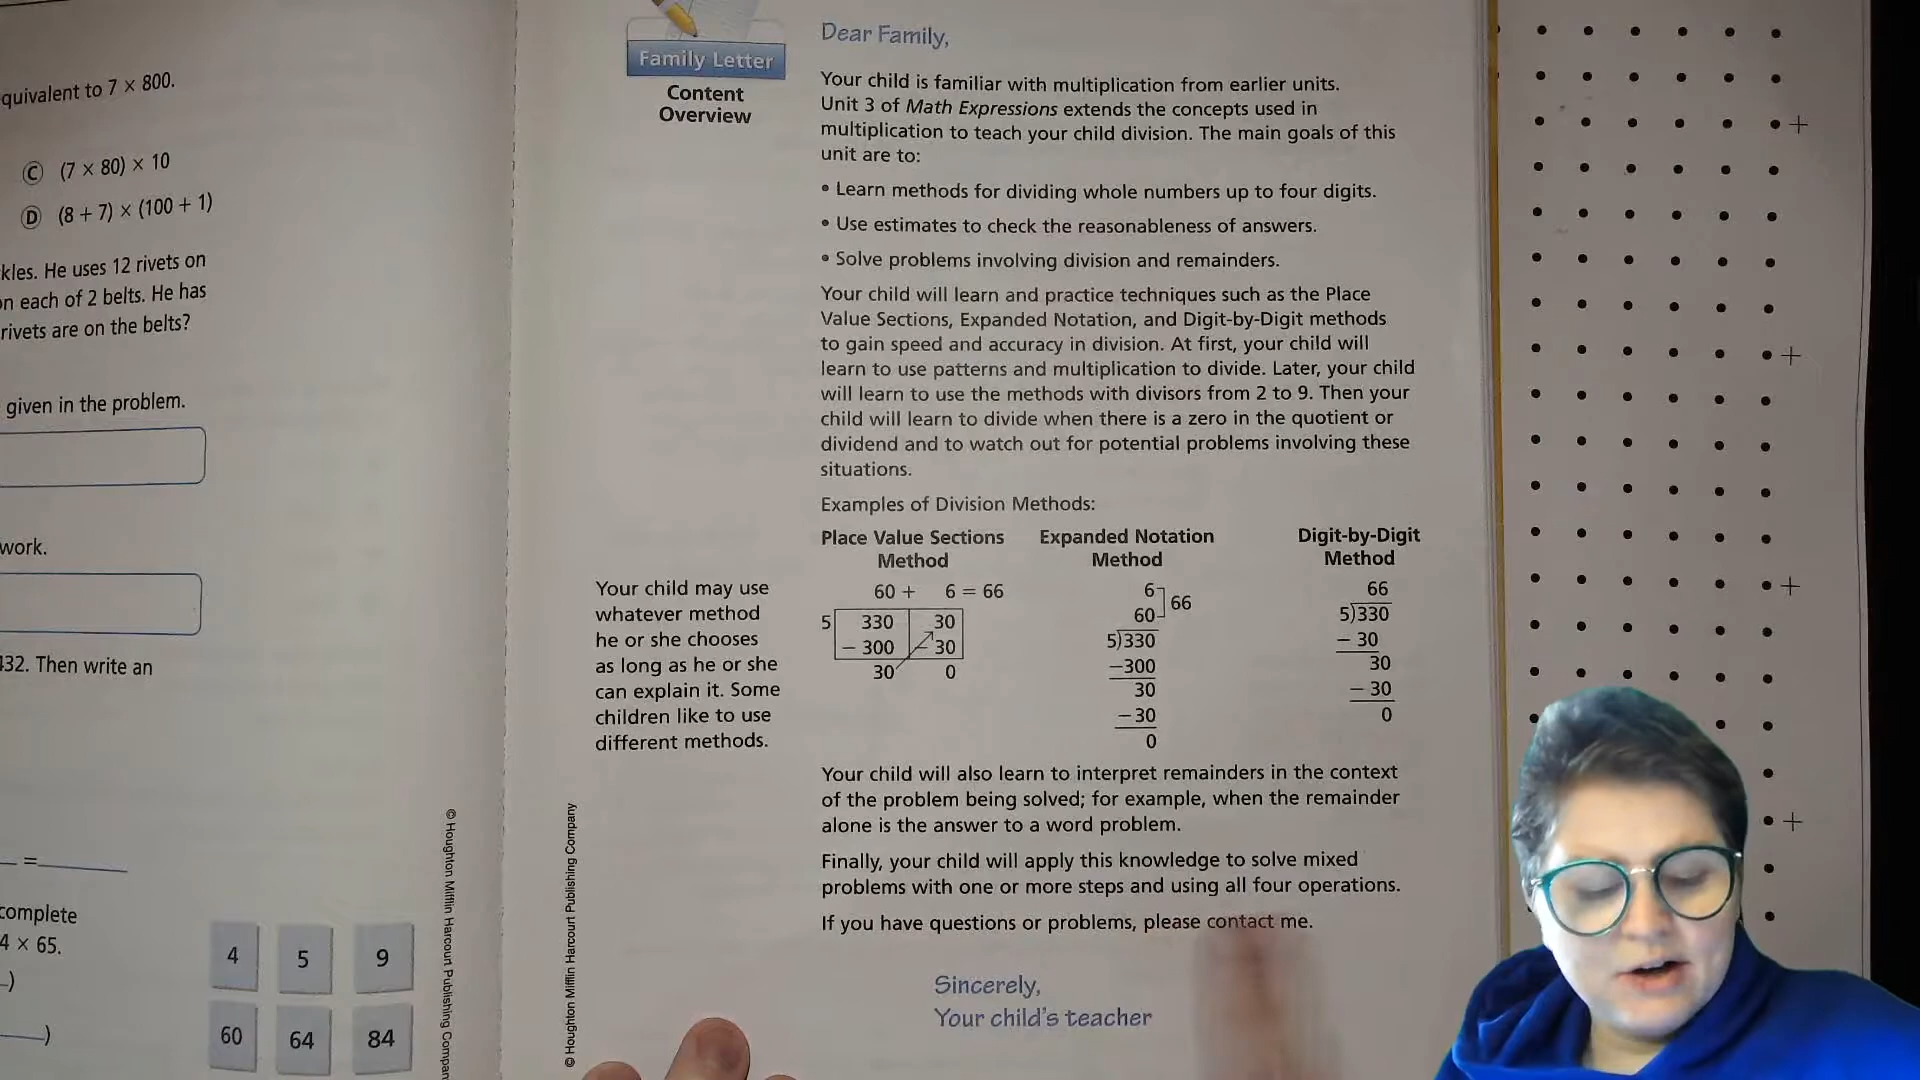 quivalent to 7 × 800.
C (7 × 80) × 10
D (8 + 7) × (100 + 1)
kles. He uses 12 rivets on
on each of 2 belts. He has
rivets are on the belts?
given in the problem.
work.
432. Then write an
=
complete
4 × 65.
)
)
4 5 9
60 64 84
© Houghton Mifflin Harcourt Publishing Compan
© Houghton Mifflin Harcourt Publishing Company
Family Letter
Content
Overview
Dear Family,
Your child is familiar with multiplication from earlier units.
Unit 3 of Math Expressions extends the concepts used in
multiplication to teach your child division. The main goals of this
unit are to:
• Learn methods for dividing whole numbers up to four digits.
• Use estimates to check the reasonableness of answers.
• Solve problems involving division and remainders.
Your child will learn and practice techniques such as the Place
Value Sections, Expanded Notation, and Digit-by-Digit methods
to gain speed and accuracy in division. At first, your child will
learn to use patterns and multiplication to divide. Later, your child
will learn to use the methods with divisors from 2 to 9. Then your
child will learn to divide when there is a zero in the quotient or
dividend and to watch out for potential problems involving these
situations.
Examples of Division Methods:
Your child may use
whatever method
he or she chooses
as long as he or she
can explain it. Some
children like to use
different methods.
Place Value Sections
Method
60 + 6 = 66
5 330 30
– 300 – 30
30 0
Expanded Notation
Method
6
60 66
5)330
–300
30
–30
0
Digit-by-Digit
Method
66
5)330
– 30
30
– 30
0
Your child will also learn to interpret remainders in the context
of the problem being solved; for example, when the remainder
alone is the answer to a word problem.
Finally, your child will apply this knowledge to solve mixed
problems with one or more steps and using all four operations.
If you have questions or problems, please contact me.
Sincerely,
Your child's teacher